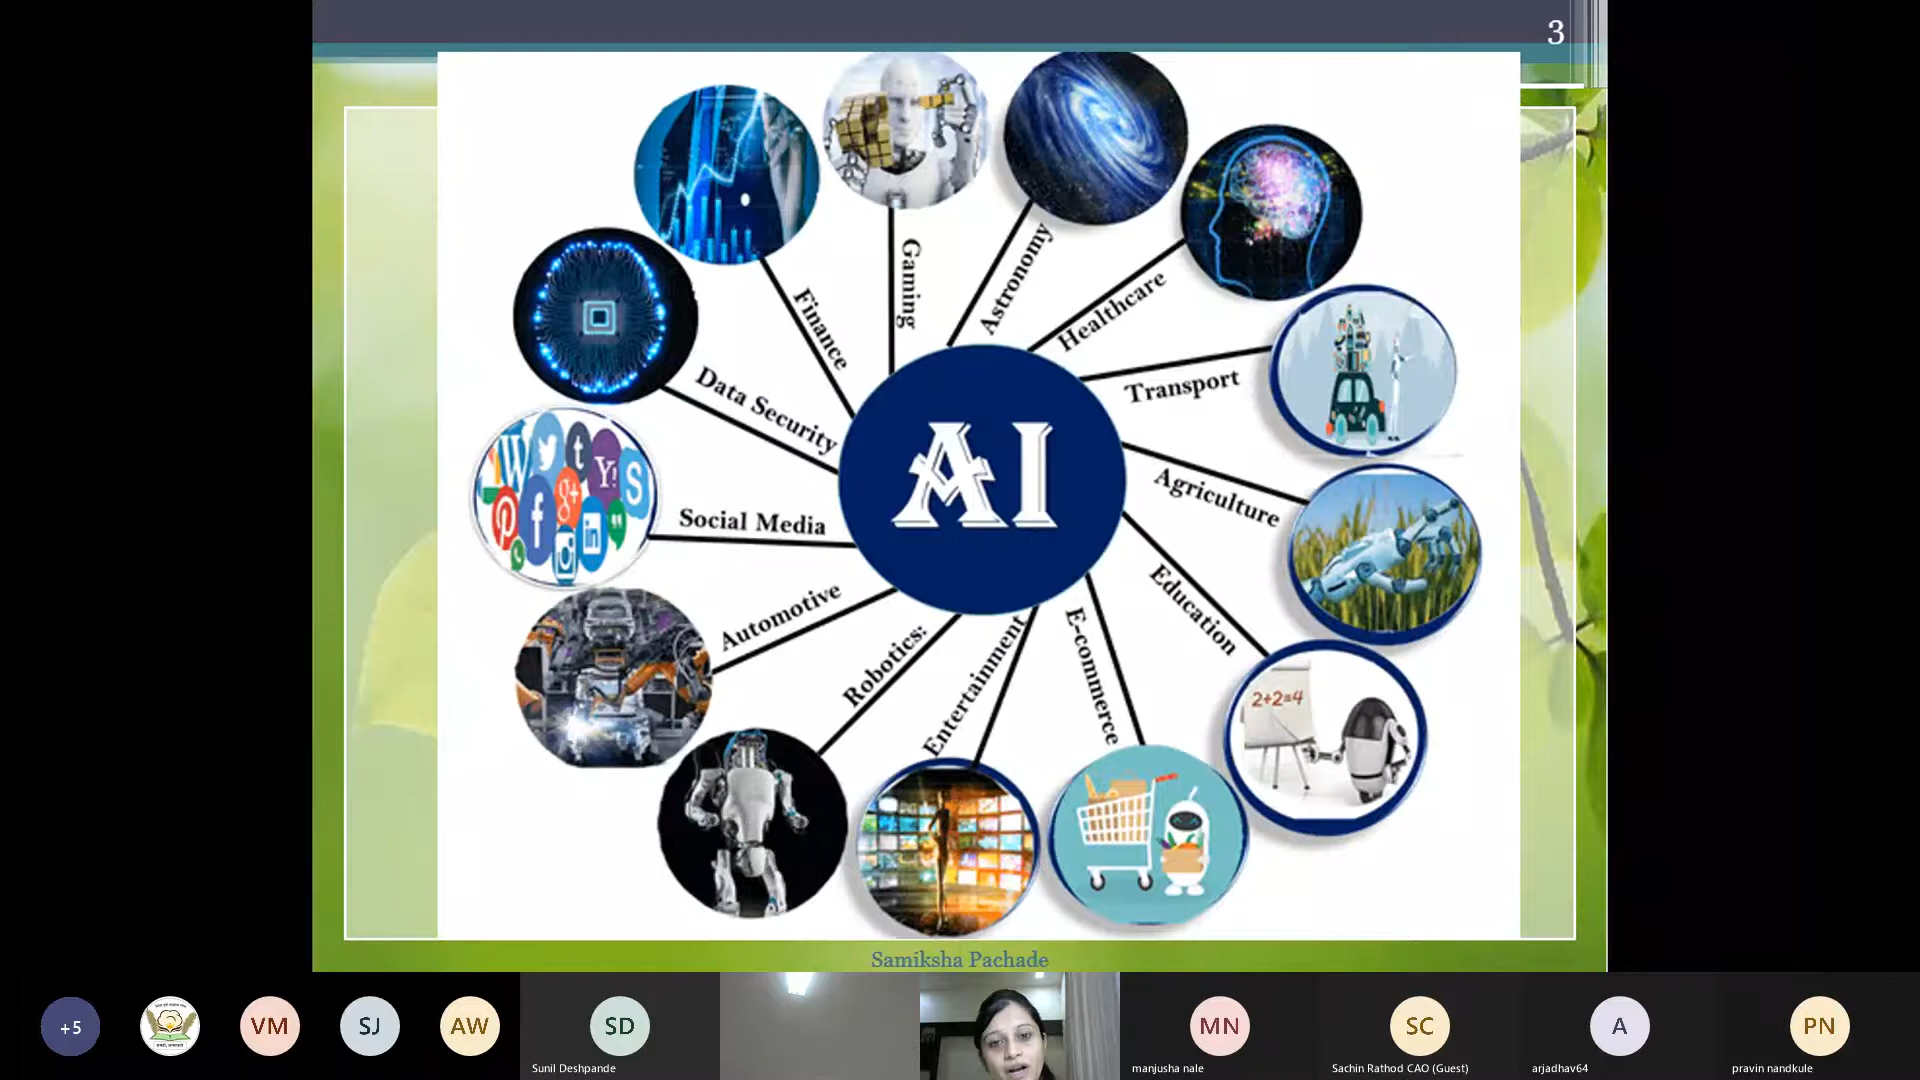 3
Gaming
Astronomy
Finance
Healthcare
Data Security
Transport
AI
Agriculture
Social Media
Education
Automotive
Robotics:
Entertainment
E-commerce
2+2=4
W
t
Y!
S
g+
f
in
Samiksha Pachade
+5
VM
SJ
AW
SD
MN
SC
A
PN
Sunil Deshpande
manjusha nale
Sachin Rathod CAO (Guest)
arjadhav64
pravin nandkule